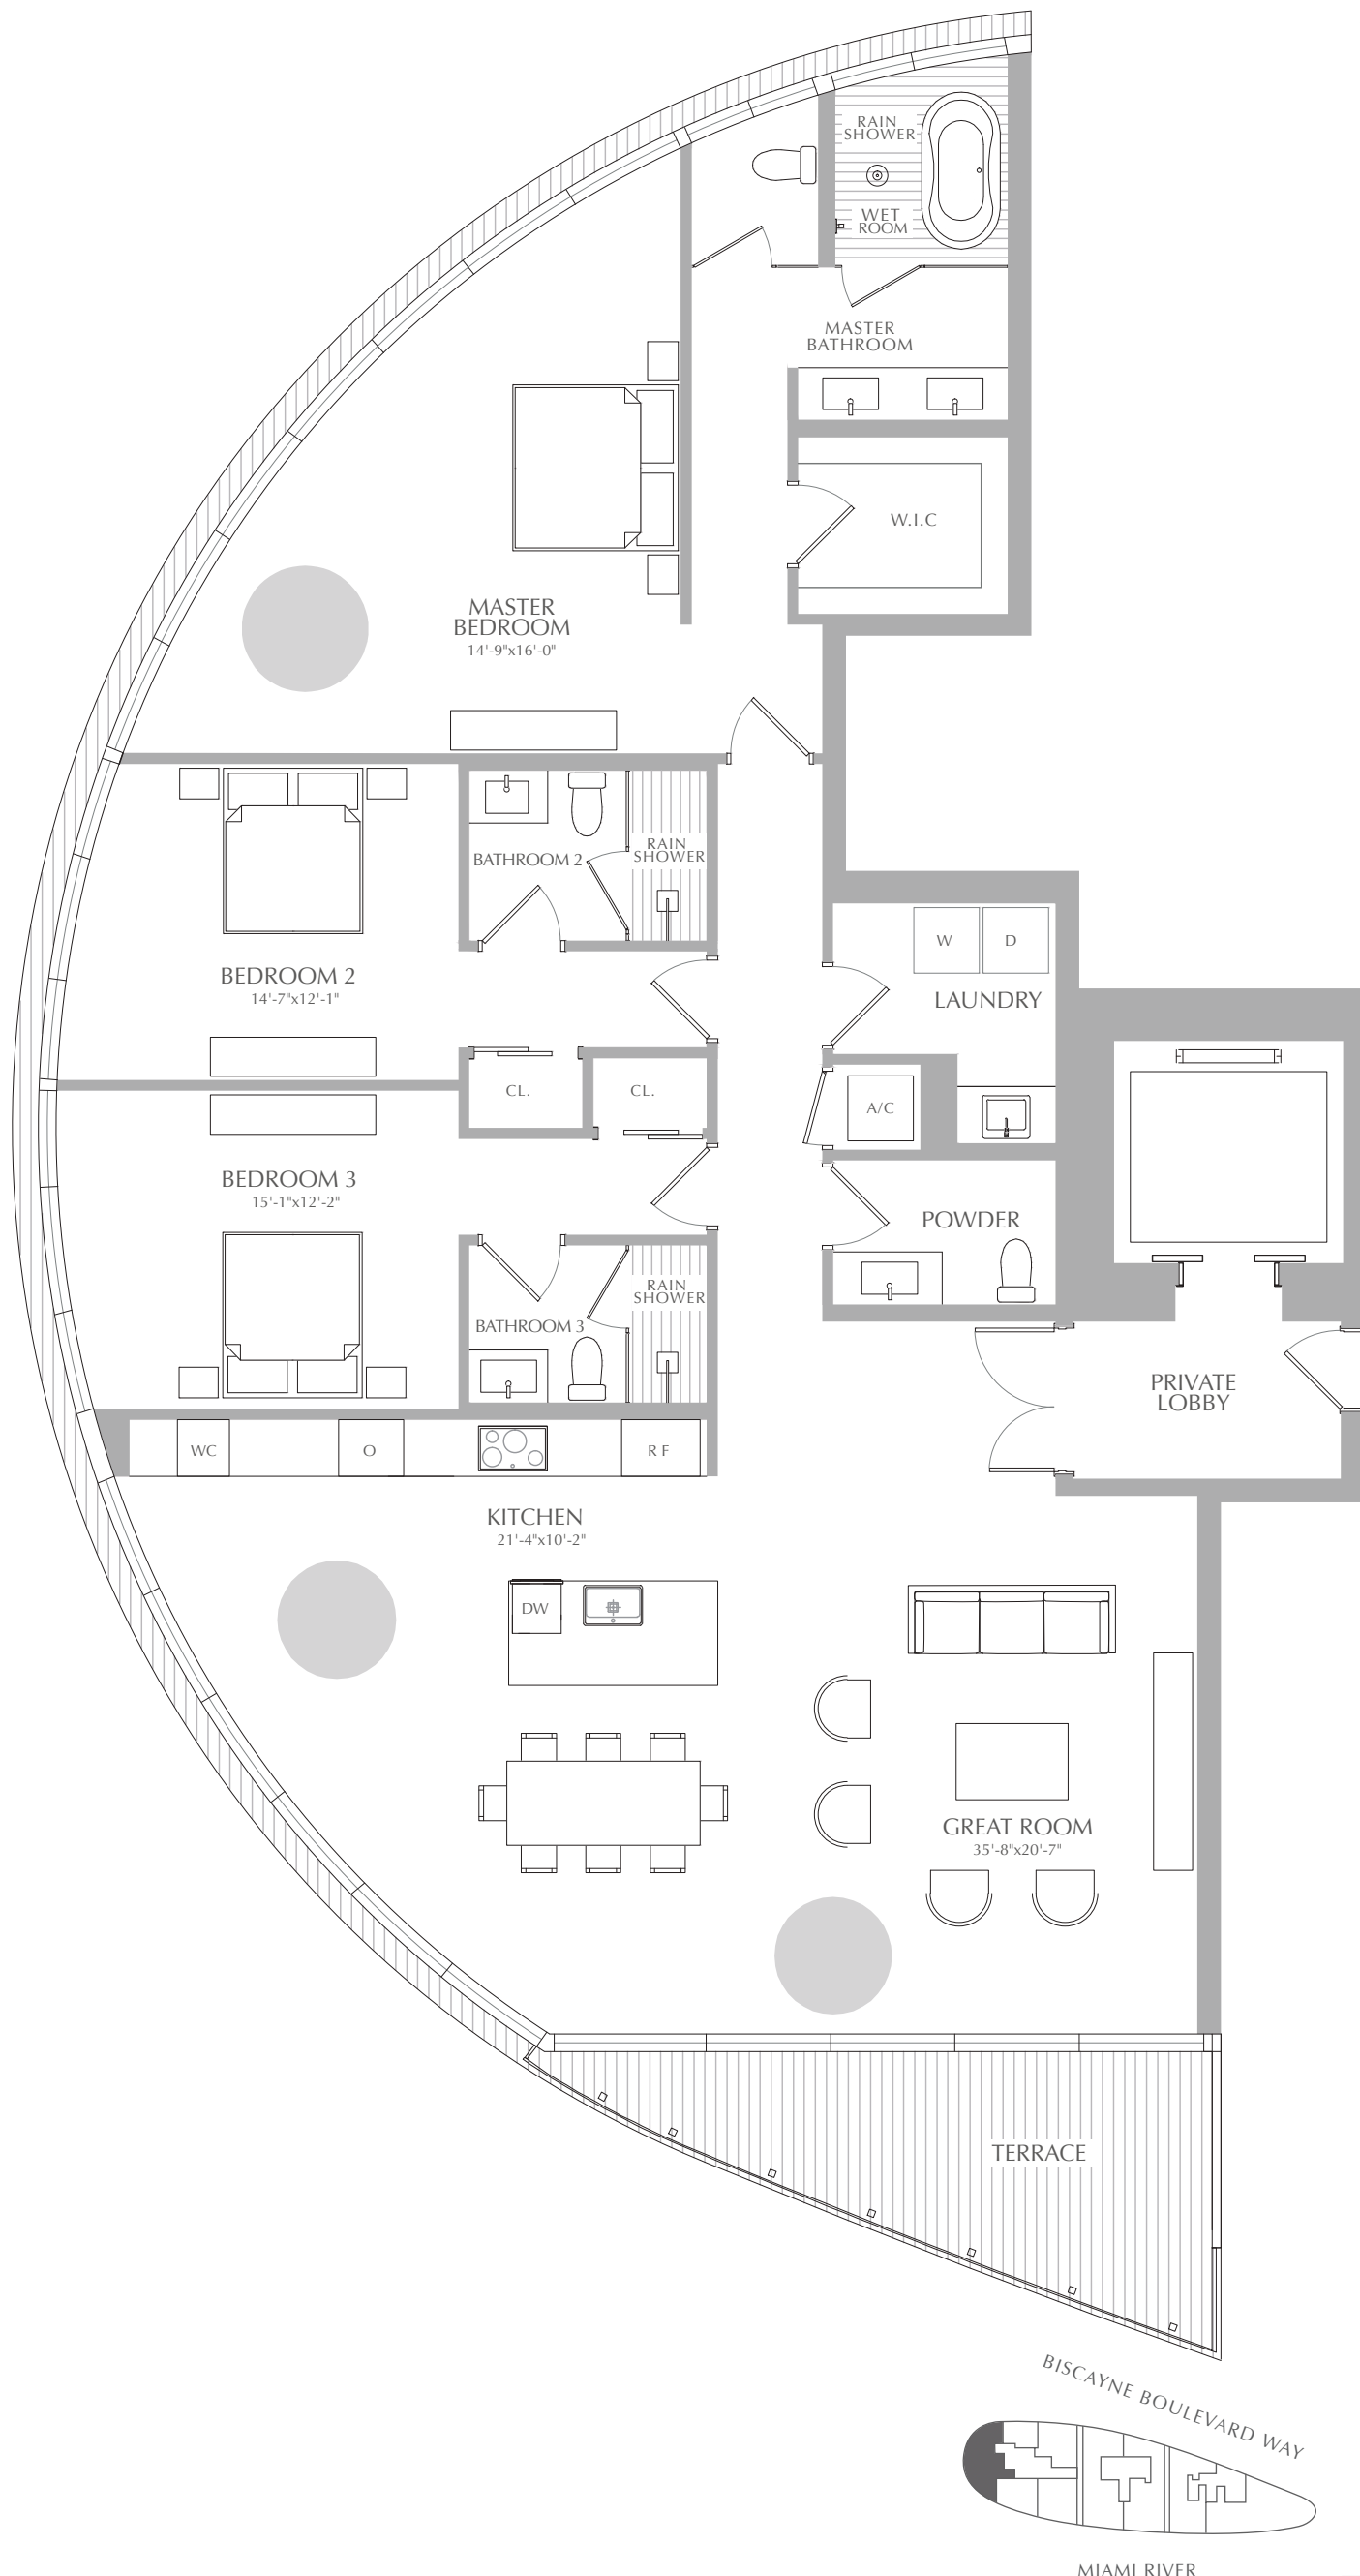 RAIN
SHOWER
WET
ROOM
MASTER
BATHROOM
W.I.C
MASTER
BEDROOM
14'-9"x16'-0"
BATHROOM 2
RAIN
SHOWER
BEDROOM 2
14'-7"x12'-1"
W
D
LAUNDRY
CL.
CL.
A/C
BEDROOM 3
15'-1"x12'-2"
POWDER
RAIN
SHOWER
BATHROOM 3
PRIVATE
LOBBY
WC
O
R F
KITCHEN
21'-4"x10'-2"
DW
GREAT ROOM
35'-8"x20'-7"
TERRACE
BISCAYNE BOULEVARD WAY
MIAMI RIVER